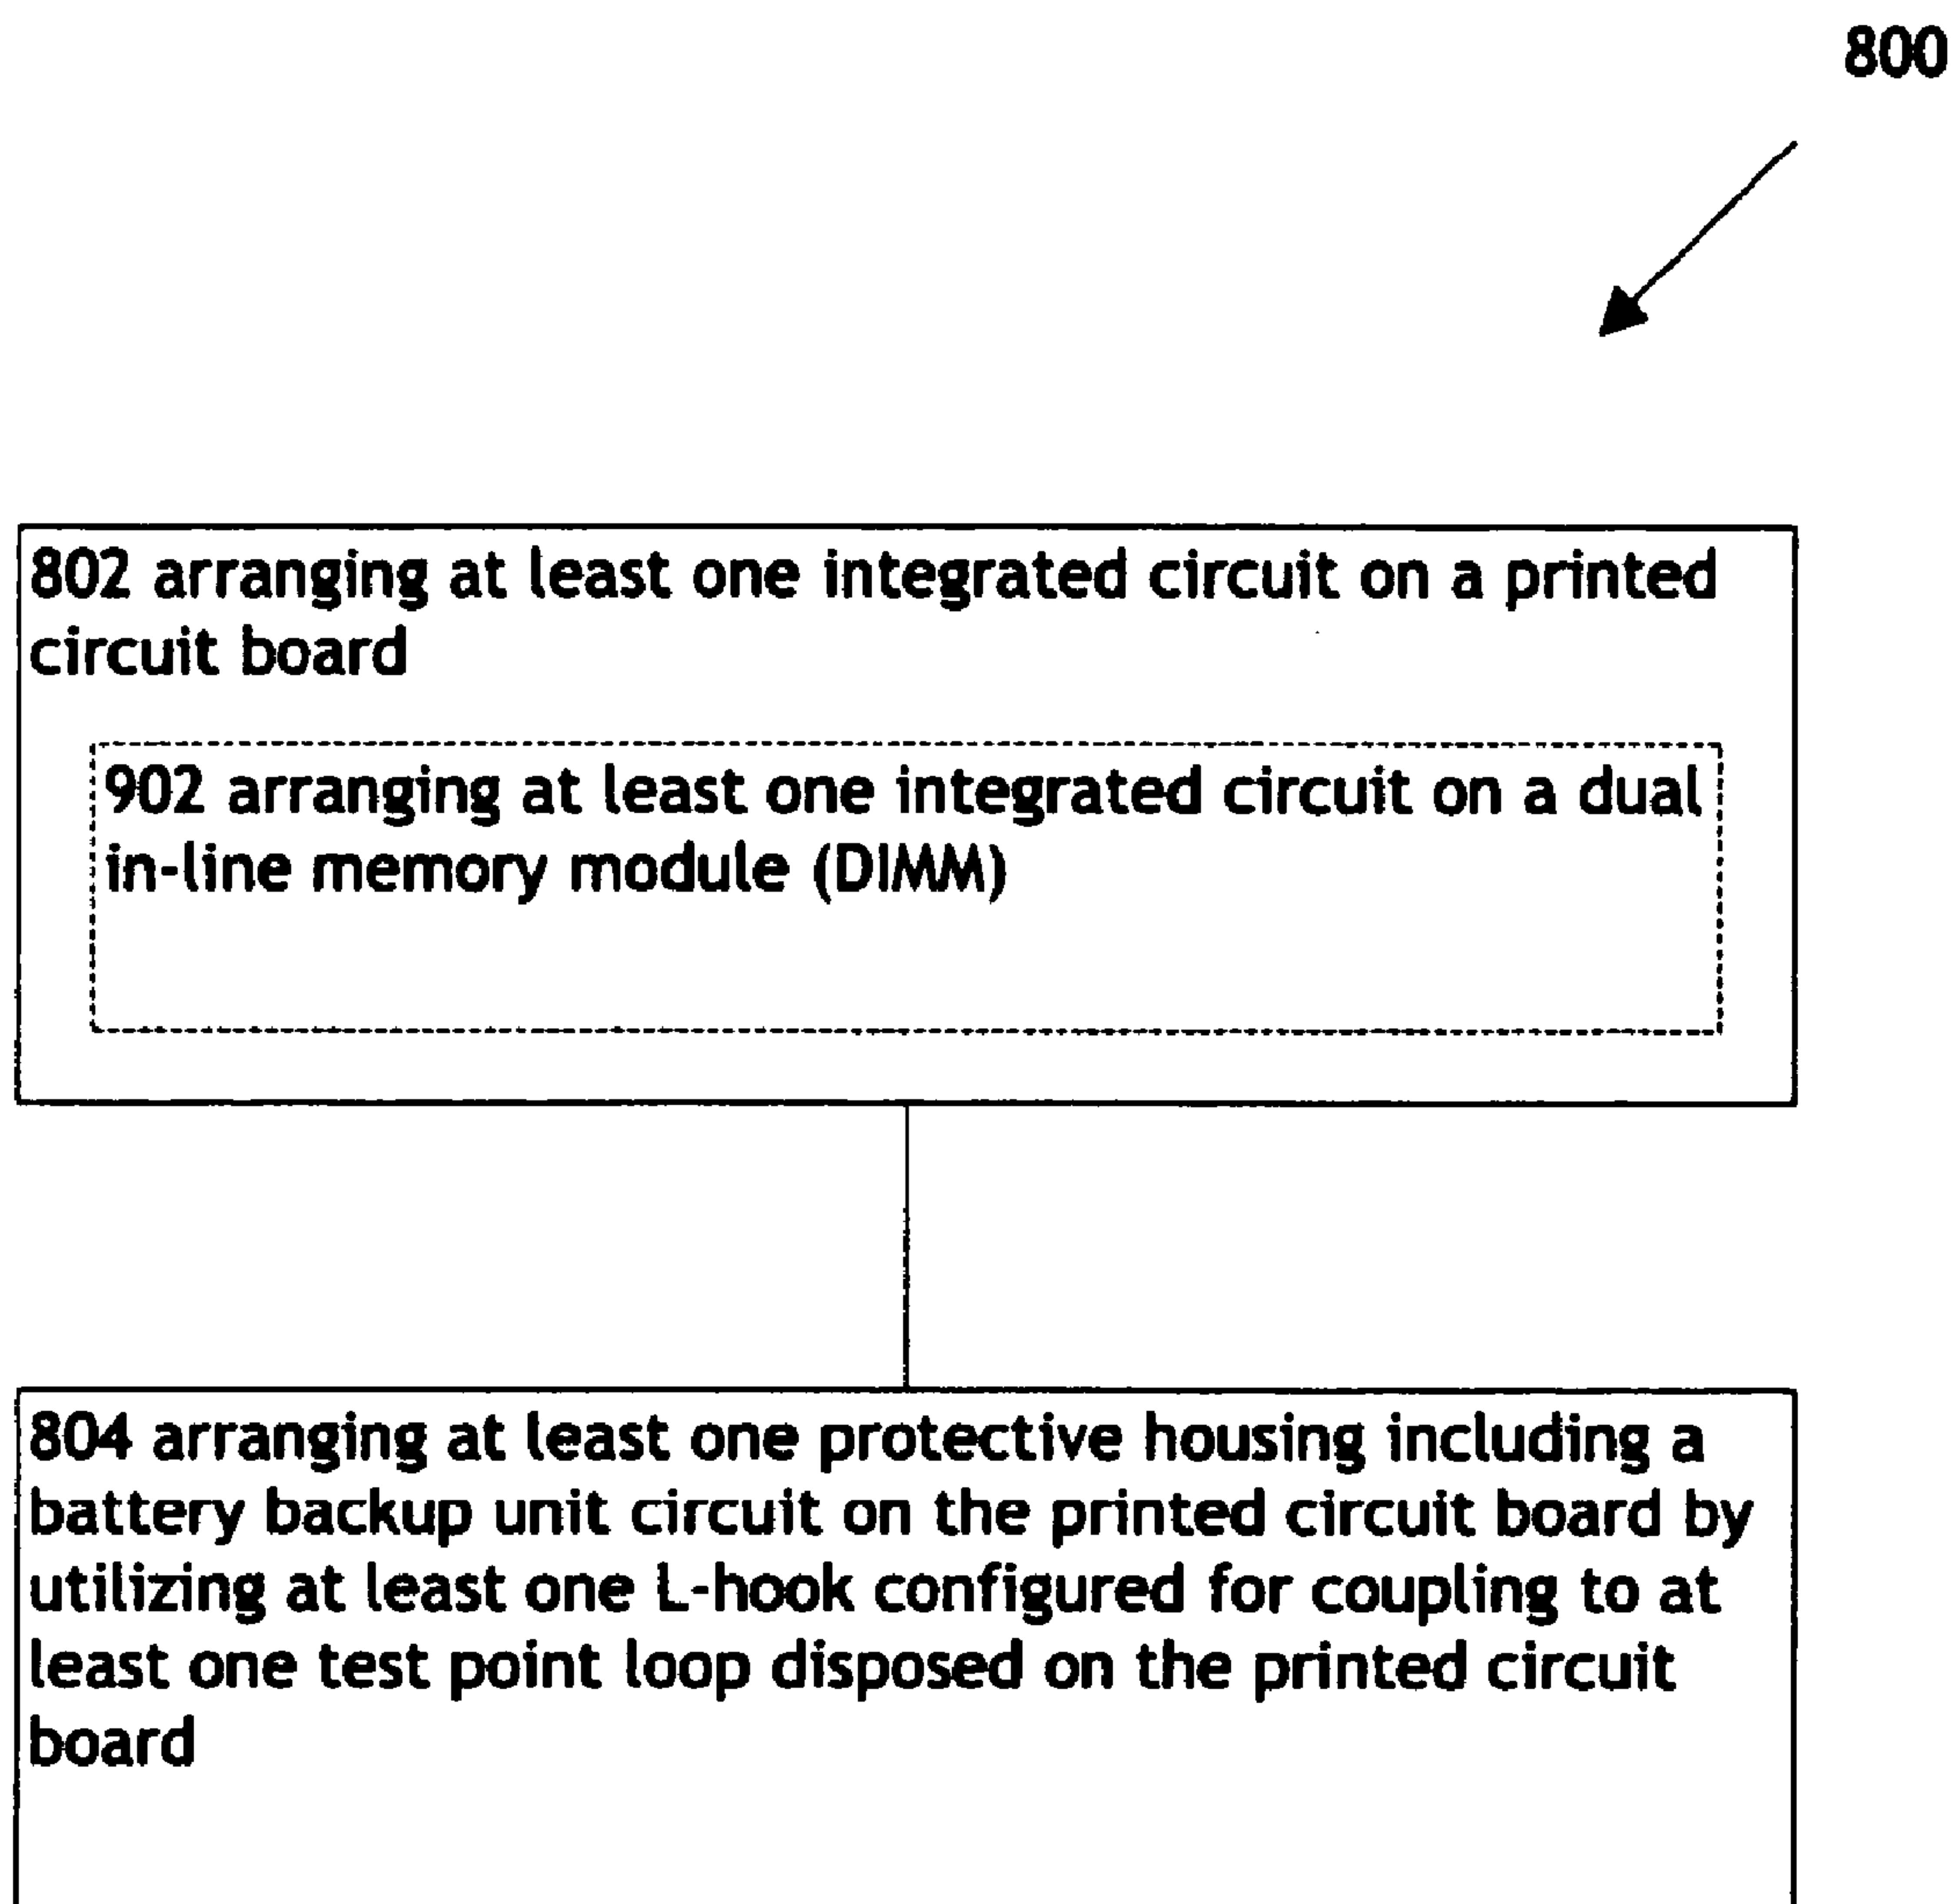 800
802 arranging at least one integrated circuit on a printed
circuit board
902 arranging at least one integrated circuit on a dual
in-line memory module (DIMM)
804 arranging at least one protective housing including a
battery backup unit circuit on the printed circuit board by
utilizing at least one L-hook configured for coupling to at
least one test point loop disposed on the printed circuit
board